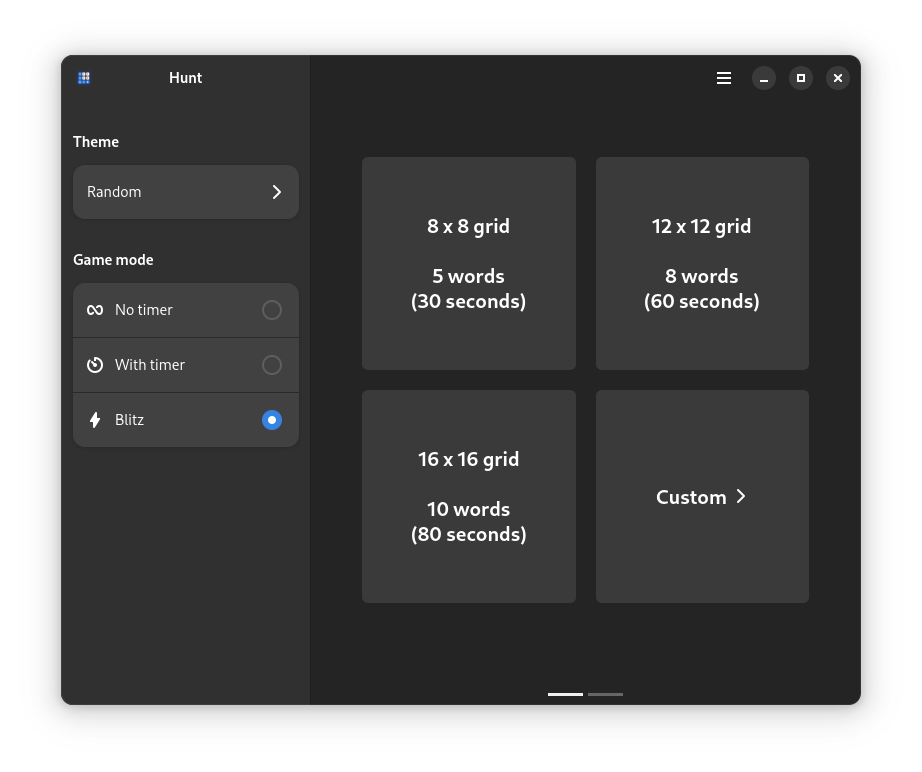 Hunt
Theme
Random
Game mode
No timer
With timer
Blitz
8 x 8 grid
5 words
(30 seconds)
12 x 12 grid
8 words
(60 seconds)
16 x 16 grid
10 words
(80 seconds)
Custom